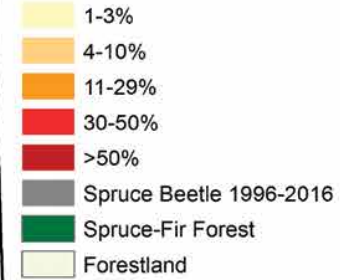 1-3%
4-10%
11-29%
30-50%
>50%
Spruce Beetle 1996-2016
Spruce-Fir Forest
Forestland